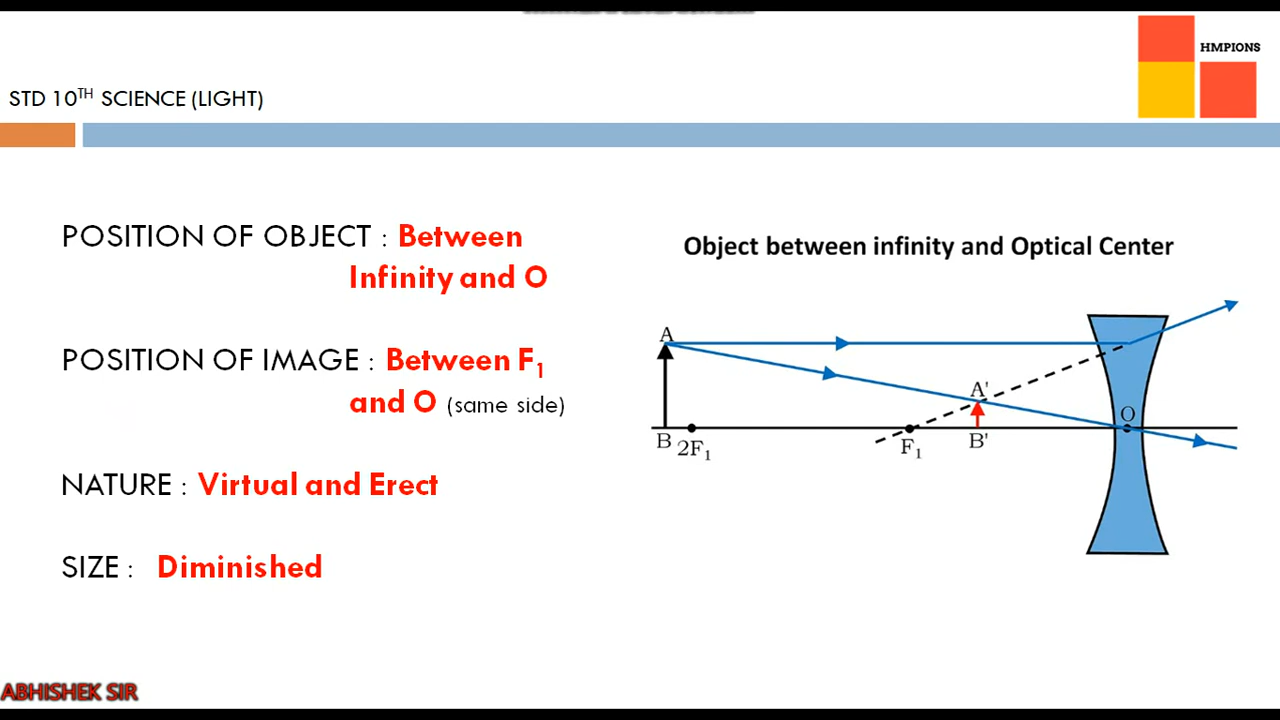 HMPIONS
STD 10TH SCIENCE (LIGHT)
POSITION OF OBJECT : Between
Infinity and O
POSITION OF IMAGE : Between F1
and O (same side)
NATURE : Virtual and Erect
SIZE : Diminished
Object between infinity and Optical Center
A
A'
O
B 2F1
F1
B'
ABHISHEK SIR